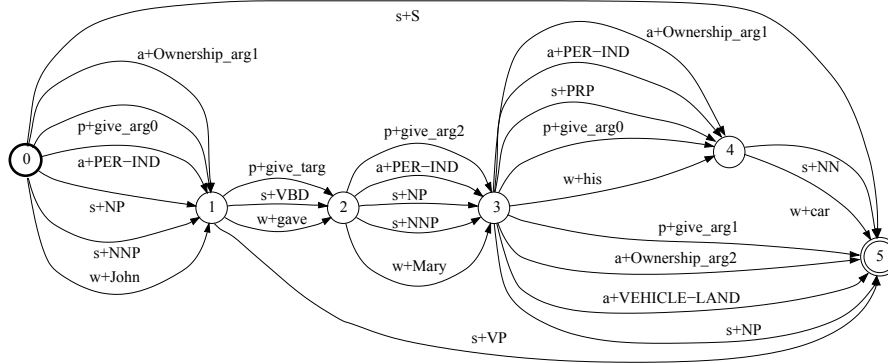 s+S
a+Ownership_arg1
p+give_arg0
a+PER−IND
s+NP
s+NNP
w+John
0
1
p+give_targ
s+VBD
w+gave
2
p+give_arg2
a+PER−IND
s+NP
s+NNP
w+Mary
3
a+Ownership_arg1
a+PER−IND
s+PRP
p+give_arg0
w+his
4
s+NN
w+car
p+give_arg1
a+Ownership_arg2
a+VEHICLE−LAND
s+NP
s+VP
5